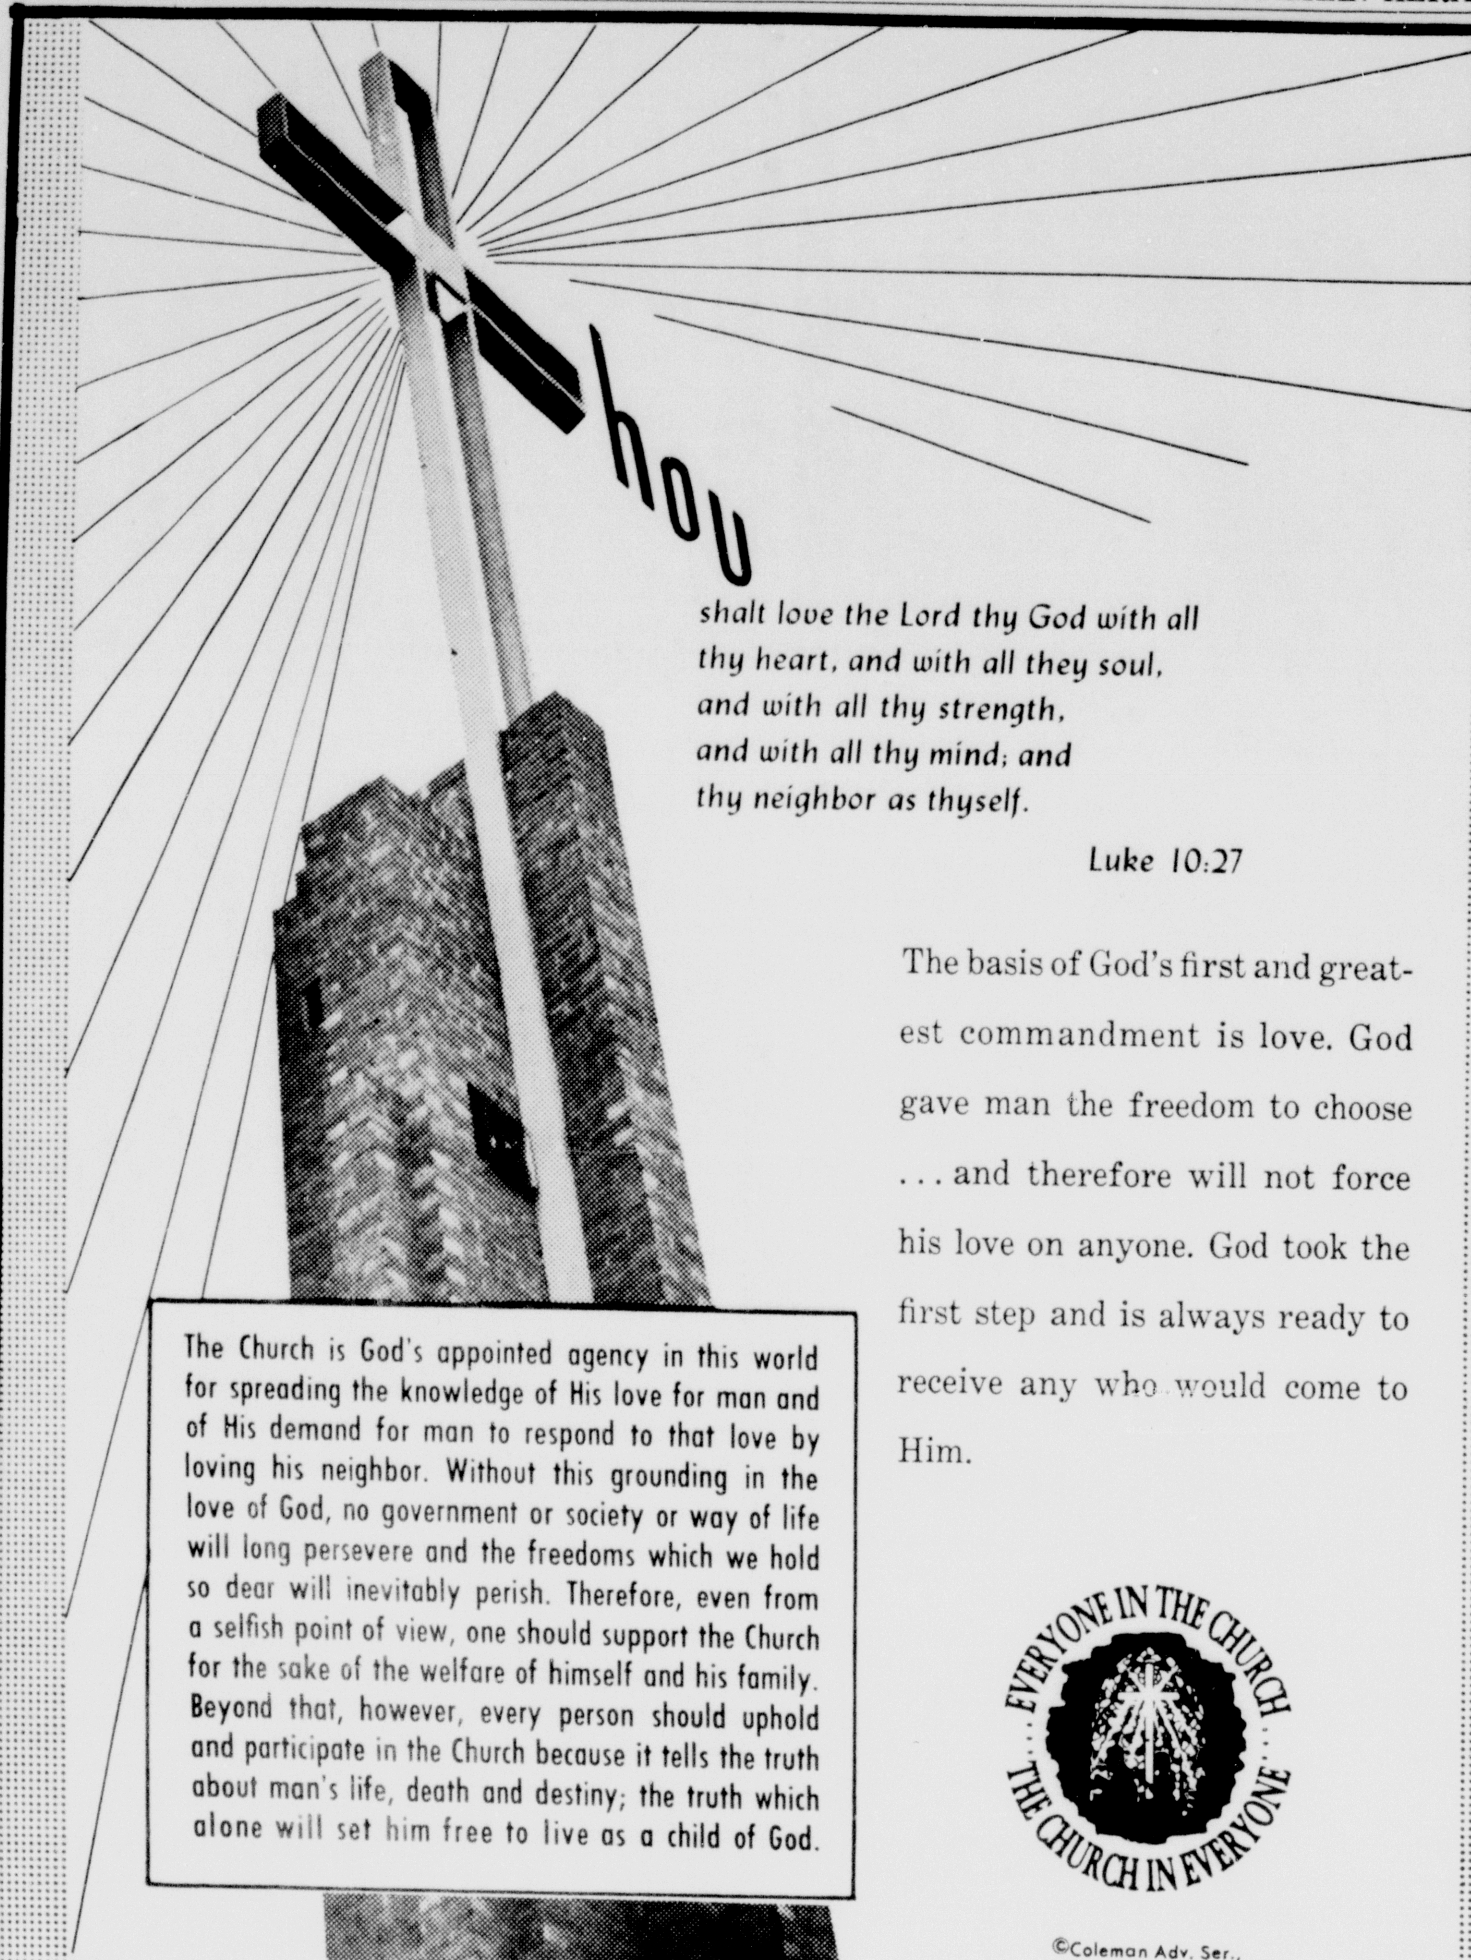 hou
shalt love the Lord thy God with all
thy heart, and with all they soul,
and with all thy strength,
and with all thy mind; and
thy neighbor as thyself.
Luke 10:27
The basis of God's first and great-
est commandment is love. God
gave man the freedom to choose
... and therefore will not force
his love on anyone. God took the
first step and is always ready to
receive any who would come to
Him.
The Church is God's appointed agency in this world
for spreading the knowledge of His love for man and
of His demand for man to respond to that love by
loving his neighbor. Without this grounding in the
love of God, no government or society or way of life
will long persevere and the freedoms which we hold
so dear will inevitably perish. Therefore, even from
a selfish point of view, one should support the Church
for the sake of the welfare of himself and his family.
Beyond that, however, every person should uphold
and participate in the Church because it tells the truth
about man's life, death and destiny; the truth which
alone will set him free to live as a child of God.
EVERYONE IN THE CHURCH
... THE CHURCH IN EVERYONE ...
©Coleman Adv. Ser.,